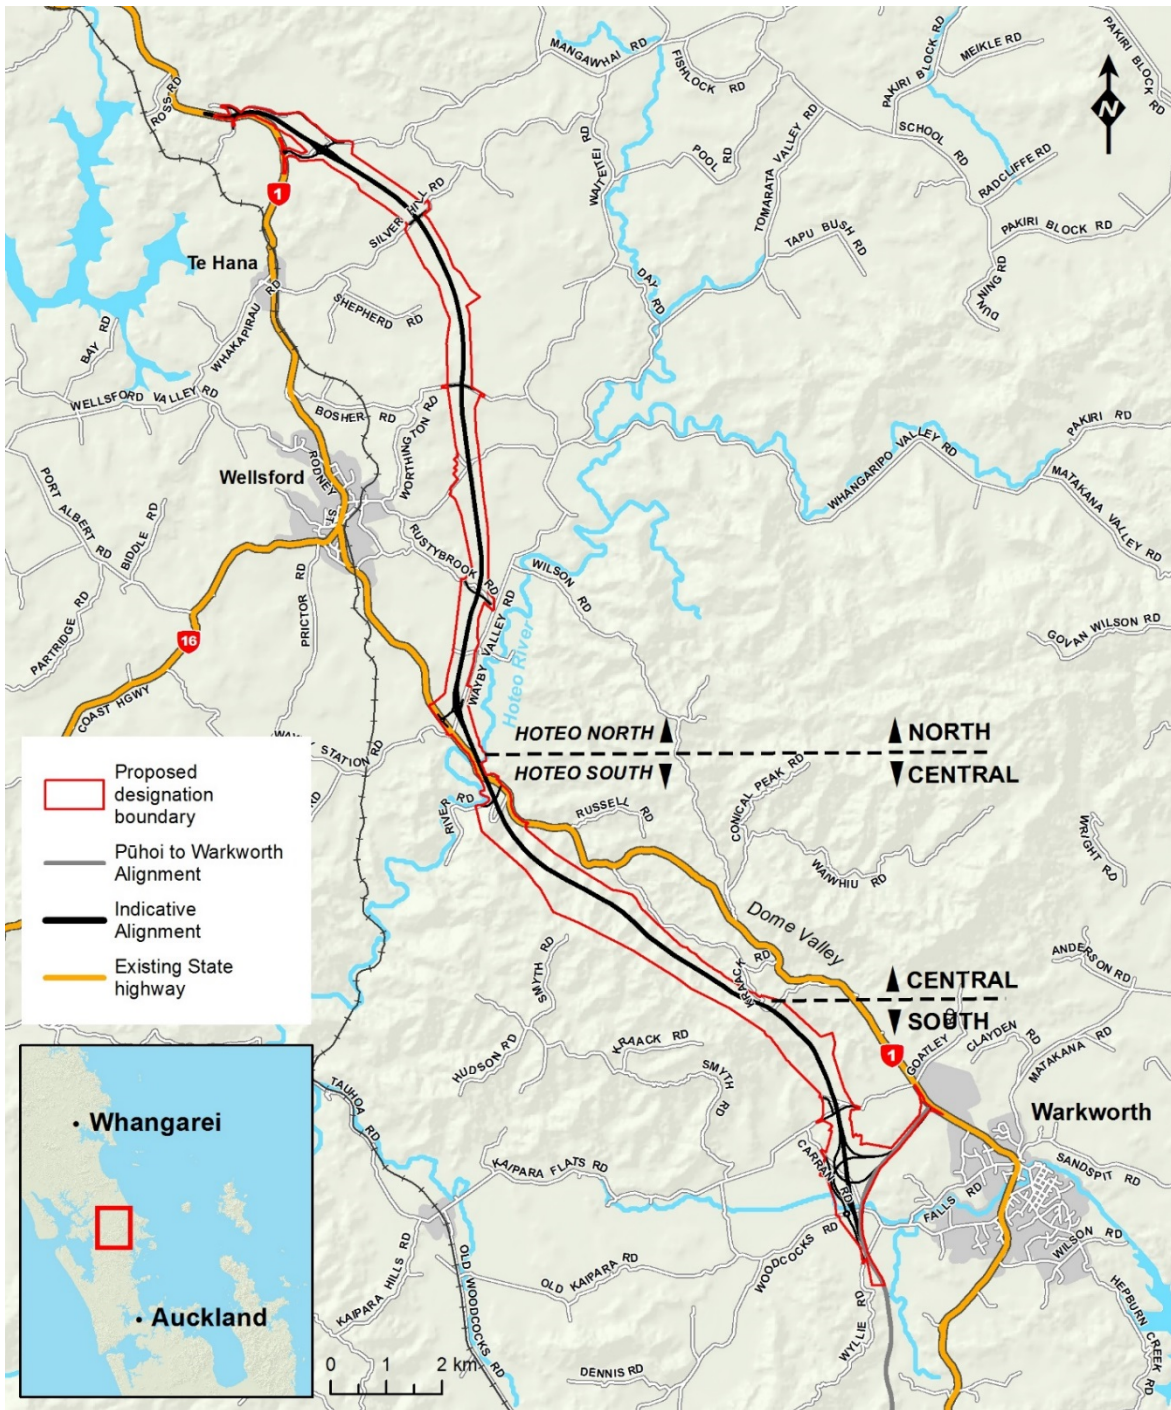 MANGAWHAI RD
FISHLOCK RD
PAKIRI BLOCK RD
MEIKLE RD
PAKIRI BLOCK RD
N
ROSS RD
WAITEITEI RD
POOL RD
TOMARATA VALLEY RD
SCHOOL RD
RADCLIFFE RD
1
SILVER HILL RD
TAPU BUSH RD
PAKIRI BLOCK RD
Te Hana
DAY RD
DUNNING RD
SHEPHERD RD
WHAKAPIRAU RD
BAY RD
WELLSFORD VALLEY RD
BOSHER RD
WORTHINGTON RD
PAKIRI RD
WHANGARIPO VALLEY RD
MATAKANA VALLEY RD
Wellsford
RODNEY ST
PORT ALBERT RD
BIDDLE RD
RUSTYBROOK RD
WILSON RD
PRICTOR RD
PARTRIDGE RD
16
COAST HGWY
WAYBY VALLEY RD
Hoteo River
GOVAN WILSON RD
HOTEO NORTH
NORTH
HOTEO SOUTH
CENTRAL
STATION RD
RD
RIVER RD
RUSSELL RD
CONICAL PEAK RD
WAIWHIU RD
WRIGHT RD
Proposed
designation
boundary
Pūhoi to Warkworth
Alignment
Indicative
Alignment
Existing State
highway
Dome Valley
SMYTH RD
KRAACK RD
ANDERSON RD
CENTRAL
SOUTH
1
GOATLEY RD
CLAYDEN RD
MATAKANA RD
HUDSON RD
KRAACK RD
SMYTH RD
TAUHOA RD
Warkworth
SANDSPIT RD
CARRAN RD
KAIPARA FLATS RD
FALLS RD
WOODCOCKS RD
WILSON RD
OLD KAIPARA RD
KAIPARA HILLS RD
OLD WOODCOCKS RD
WYLLIE RD
HEPBURN CREEK RD
DENNIS RD
Whangarei
Auckland
0 1 2 km